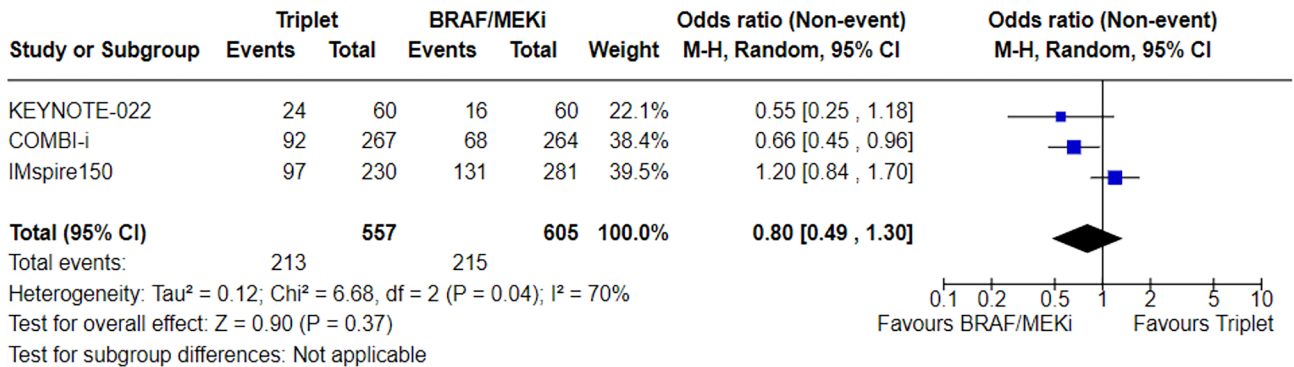 Triplet BRAF/MEKi Odds ratio (Non-event) Odds ratio (Non-event)
Study or Subgroup Events Total Events Total Weight M-H, Random, 95% CI M-H, Random, 95% CI
KEYNOTE-022 24 60 16 60 22.1% 0.55 [0.25 , 1.18]
COMBI-i 92 267 68 264 38.4% 0.66 [0.45 , 0.96]
IMspire150 97 230 131 281 39.5% 1.20 [0.84 , 1.70]
Total (95% CI) 557 605 100.0% 0.80 [0.49 , 1.30]
Total events: 213 215
Heterogeneity: Tau² = 0.12; Chi² = 6.68, df = 2 (P = 0.04); I² = 70%
0.1 0.2 0.5 1 2 5 10
Test for overall effect: Z = 0.90 (P = 0.37)
Favours BRAF/MEKi Favours Triplet
Test for subgroup differences: Not applicable